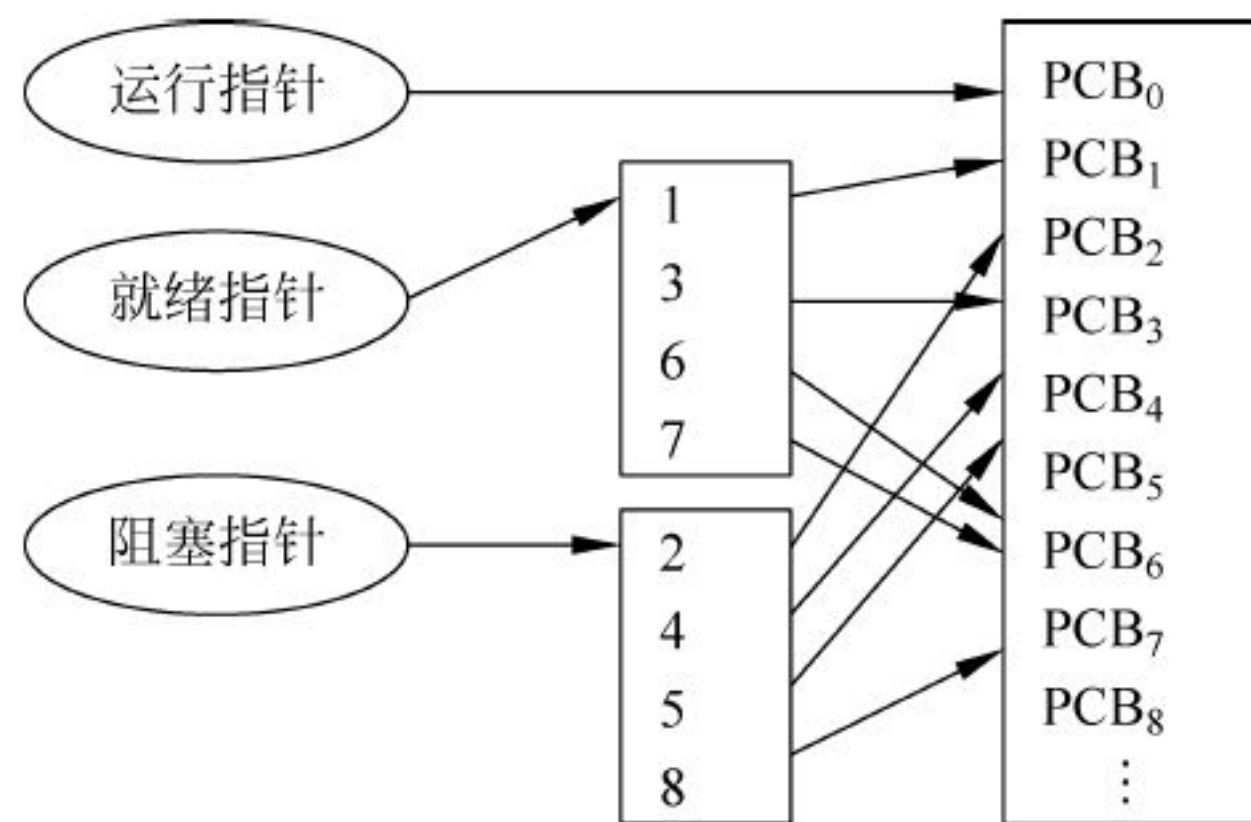 运行指针
就绪指针
阻塞指针
1
3
6
7
2
4
5
8
PCB₀
PCB₁
PCB₂
PCB₃
PCB₄
PCB₅
PCB₆
PCB₇
PCB₈
⋮